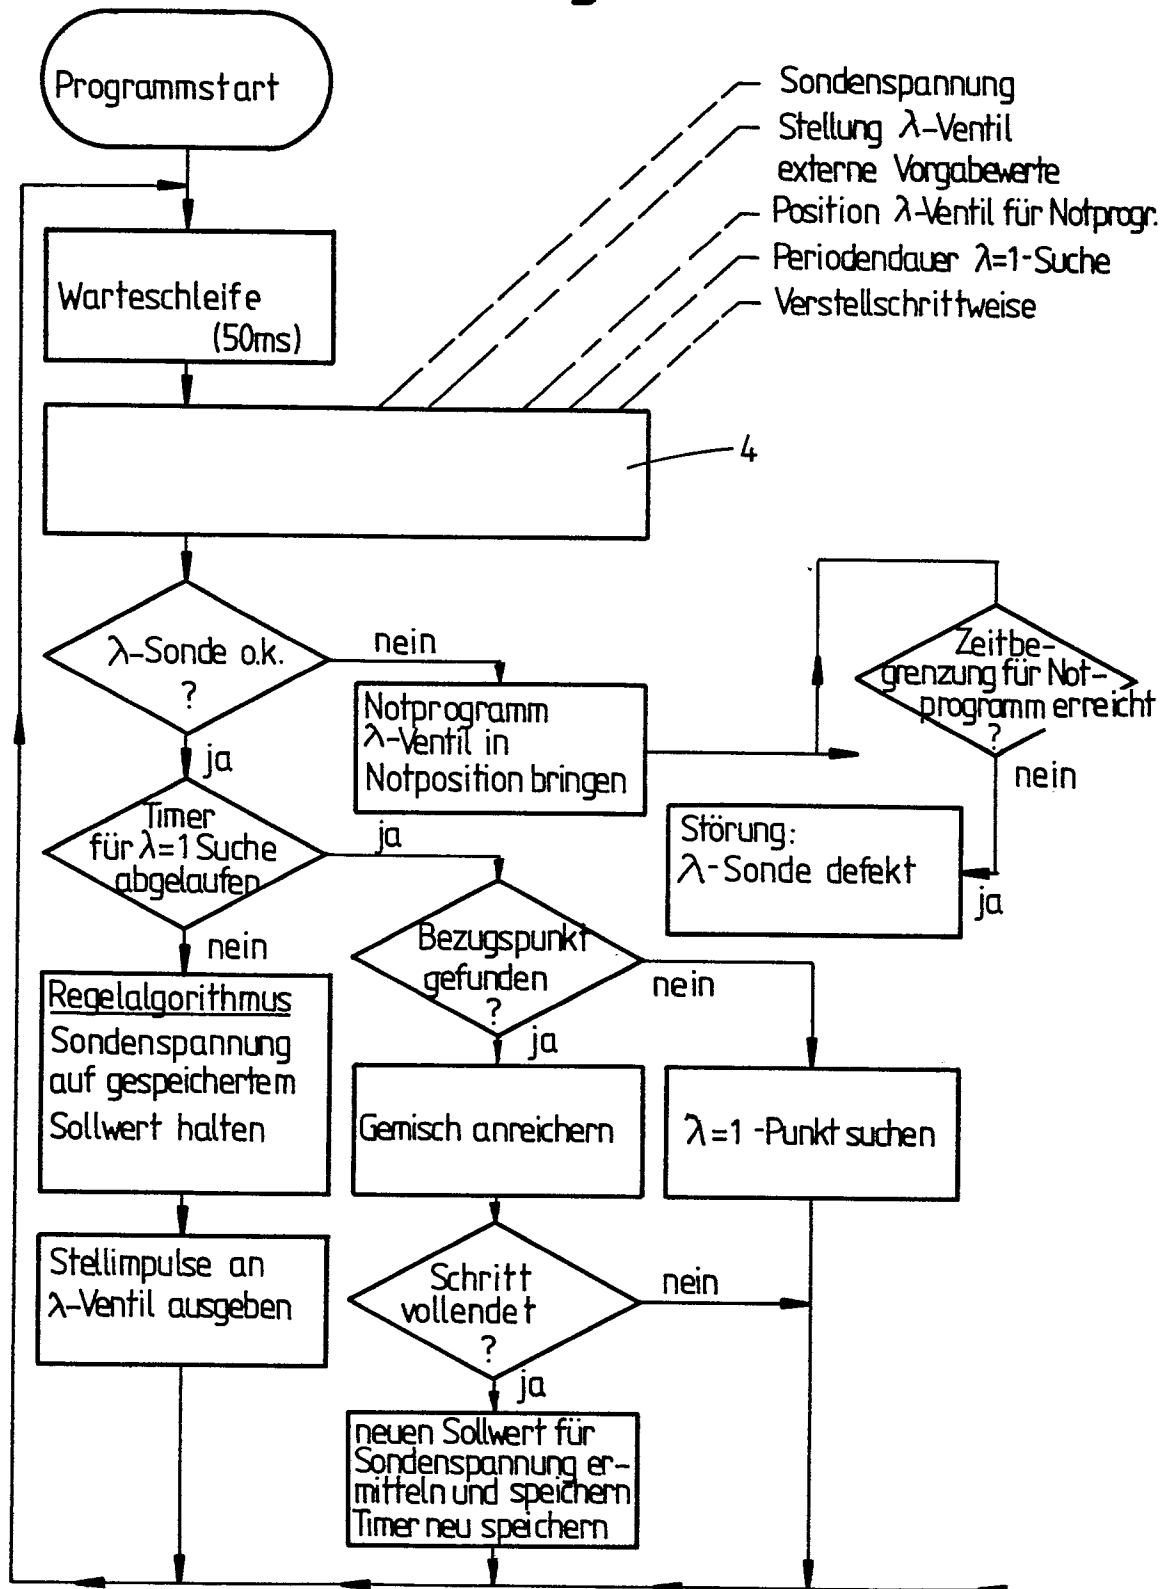 Programmstart
Sondenspannung
Stellung λ-Ventil
externe Vorgabewerte
Position λ-Ventil für Notprogr.
Periodendauer λ=1-Suche
Verstellschrittweise
Warteschleife
(50ms)
4
λ-Sonde o.k.
?
nein
ja
Notprogramm
λ-Ventil in
Notposition bringen
Zeitbe-
grenzung für Not-
programm erreicht
?
nein
ja
Störung:
λ-Sonde defekt
Timer
für λ=1 Suche
abgelaufen
ja
nein
Bezugspunkt
gefunden
?
nein
ja
Regelalgorithmus
Sondenspannung
auf gespeichertem
Sollwert halten
Gemisch anreichern
λ=1 -Punkt suchen
Stellimpulse an
λ-Ventil ausgeben
Schritt
vollendet
?
nein
ja
neuen Sollwert für
Sondenspannung er-
mitteln und speichern
Timer neu speichern